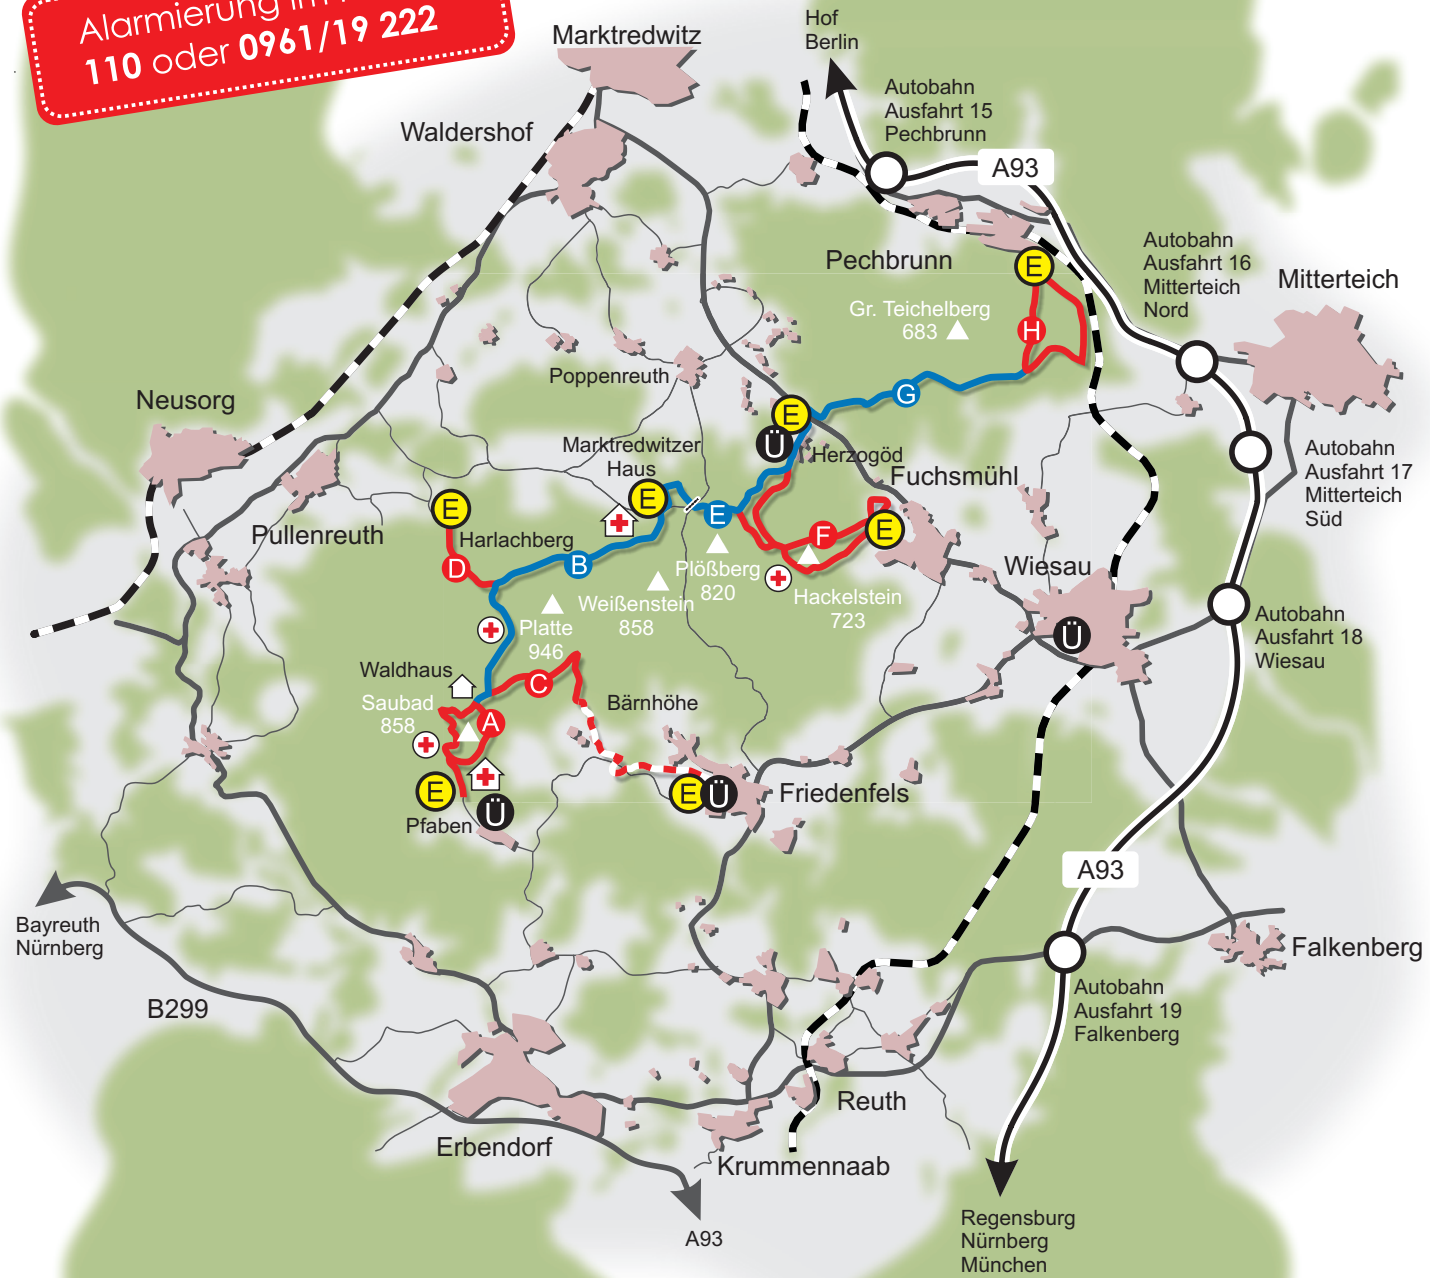 Alarmierung im
110 oder 0961/19 222
Marktredwitz
Hof
Berlin
Waldershof
Autobahn
Ausfahrt 15
Pechbrunn
A93
Pechbrunn
E
Autobahn
Ausfahrt 16
Mitterteich
Nord
Mitterteich
Gr. Teichelberg
683
H
Poppenreuth
G
Neusorg
E
Ü
Herzogöd
Marktredwitzer
Haus
E
Fuchsmühl
Autobahn
Ausfahrt 17
Mitterteich
Süd
E
Pullenreuth
Harlachberg
E
F
E
D
B
Plößberg
820
Wiesau
Weißenstein
858
Hackelstein
723
Platte
946
Ü
Autobahn
Ausfahrt 18
Wiesau
Waldhaus
C
Saubad
858
A
Bärnhöhe
E
Pfaben
Ü
E
Ü
Friedenfels
A93
Bayreuth
Nürnberg
B299
Falkenberg
Autobahn
Ausfahrt 19
Falkenberg
Reuth
Erbendorf
Krummennaab
A93
Regensburg
Nürnberg
München